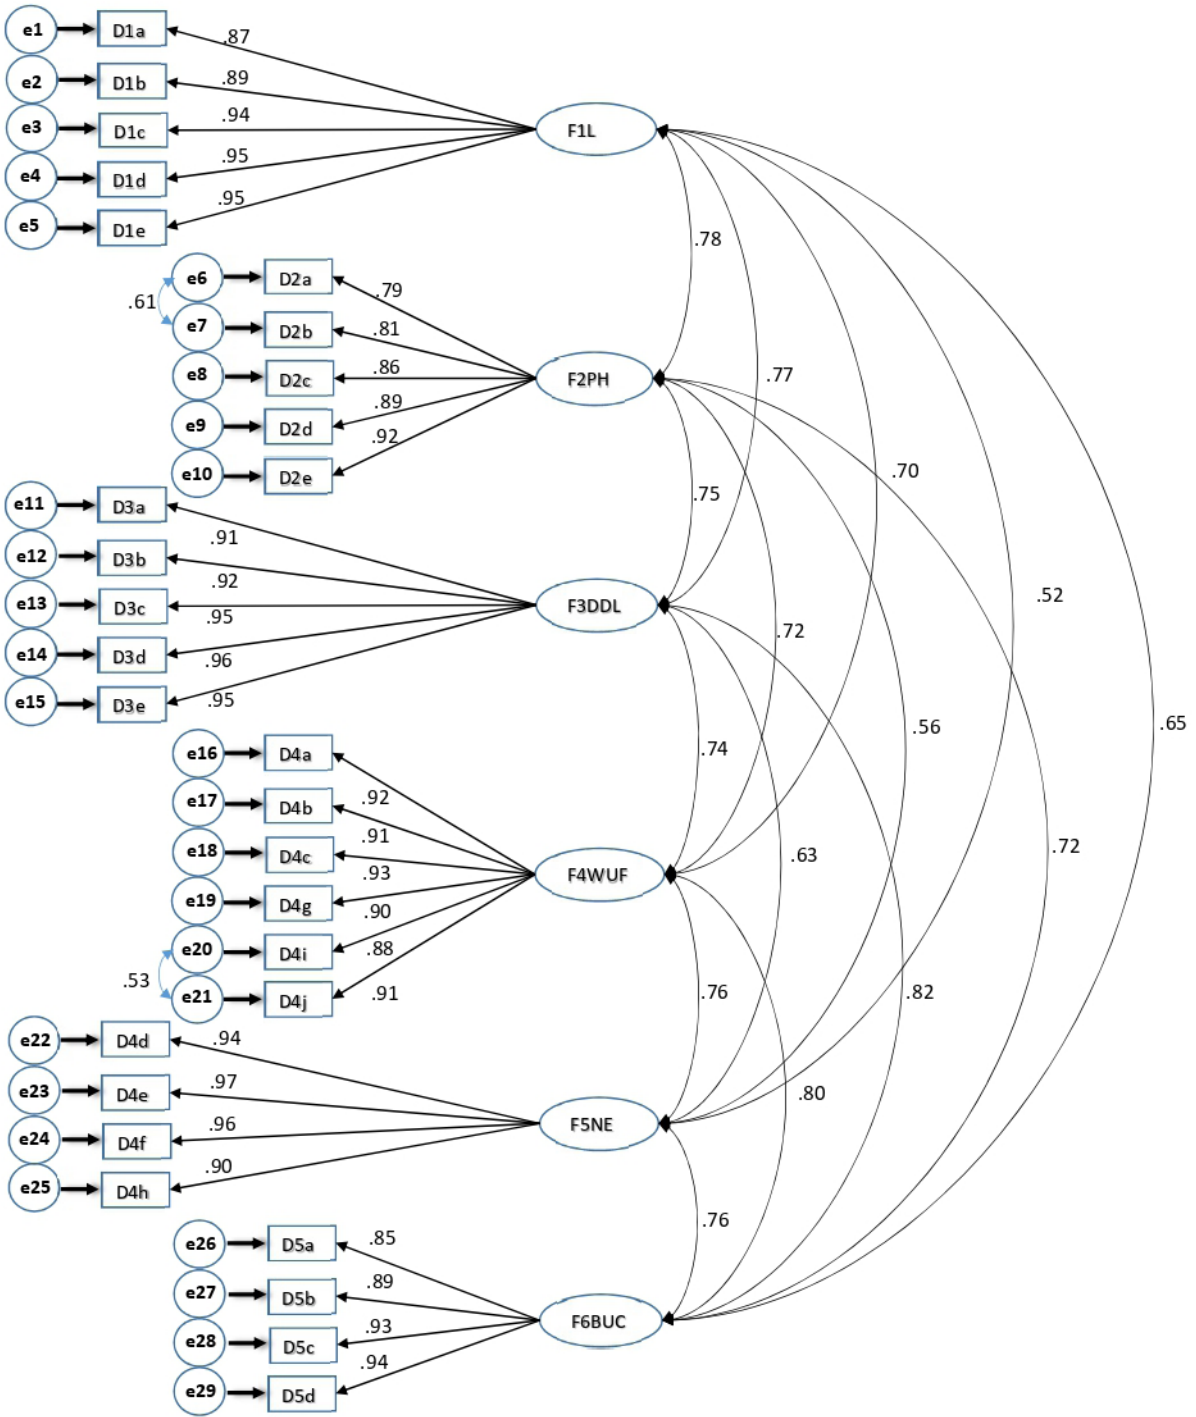 e1 D1a .87
e2 D1b .89
e3 D1c .94
F1L
e4 D1d .95
e5 D1e .95
.78
e6 D2a .79
.61
e7 D2b .81
e8 D2c .86
F2PH
.77
e9 D2d .89
e10 D2e .92
.70
.75
e11 D3a .91
e12 D3b .92
e13 D3c .95
F3DDL
.52
e14 D3d .96
e15 D3e .95
.72
.56
.65
.74
e16 D4a .92
e17 D4b .91
e18 D4c .93
F4WUF
.63
.72
e19 D4g .90
e20 D4i .88
.53
e21 D4j .91
.76
.82
e22 D4d .94
e23 D4e .97
.80
e24 D4f .96
F5NE
e25 D4h .90
.76
e26 D5a .85
e27 D5b .89
F6BUC
e28 D5c .93
e29 D5d .94